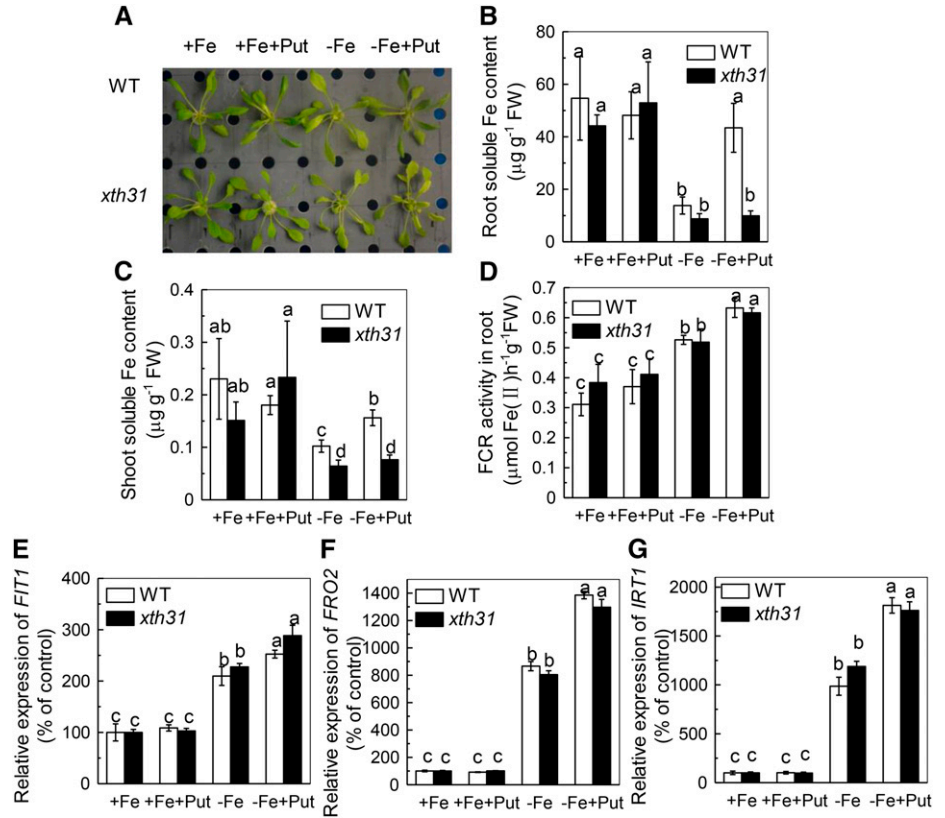 A
+Fe +Fe+Put -Fe -Fe+Put
WT
xth31
B
Root soluble Fe content
(μg g-1 FW)
80
60
40
20
0
WT
xth31
a a a a b b a b
+Fe +Fe+Put -Fe -Fe+Put
C
Shoot soluble Fe content
(μg g-1 FW)
0.4
0.3
0.2
0.1
0
WT
xth31
ab ab a a c d b d
+Fe +Fe+Put -Fe -Fe+Put
D
FCR activity in root
(μmol Fe(Ⅱ)h-1g-1FW)
0.7
0.6
0.5
0.4
0.3
0.1
0
WT
xth31
c c c c b b a a
+Fe +Fe+Put -Fe -Fe+Put
E
Relative expression of FIT1
(% of control)
400
300
200
100
0
WT
xth31
c c c c b b a a
+Fe +Fe+Put -Fe -Fe+Put
F
Relative expression of FRO2
(% of control)
1400
1200
1000
800
600
400
200
100
0
WT
xth31
c c c c b b a a
+Fe +Fe+Put -Fe -Fe+Put
G
Relative expression of IRT1
(% of control)
2000
1750
1500
1000
500
250
0
WT
xth31
c c c c b b a a
+Fe +Fe+Put -Fe -Fe+Put